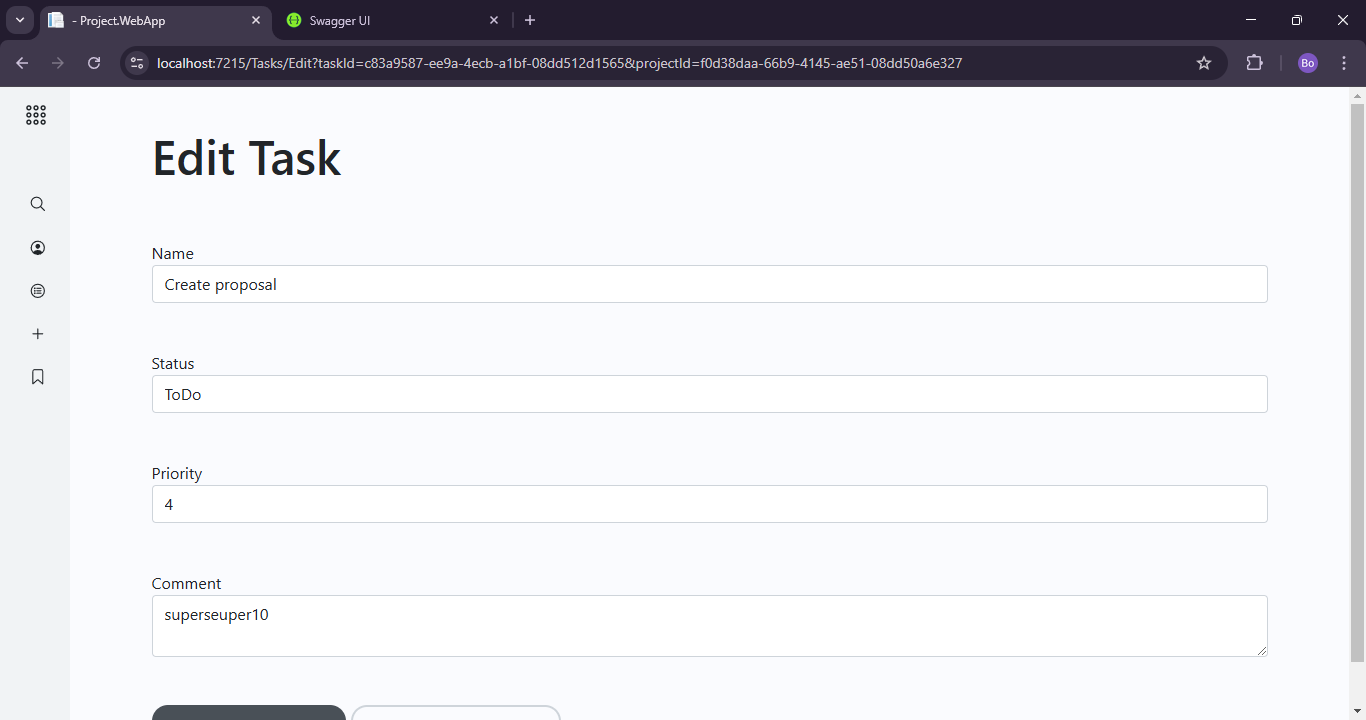 - Project.WebApp
Swagger UI
localhost:7215/Tasks/Edit?taskId=c83a9587-ee9a-4ecb-a1bf-08dd512d1565&projectId=f0d38daa-66b9-4145-ae51-08dd50a6e327
Bo
Edit Task
Name
Create proposal
Status
ToDo
Priority
4
Comment
superseuper10